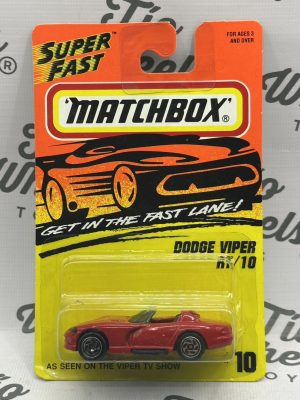 SUPER
FAST
FOR AGES 3
AND OVER
'MATCHBOX'®
GET IN THE FAST LANE!
DODGE VIPER
RT/10
AS SEEN ON THE VIPER TV SHOW
10